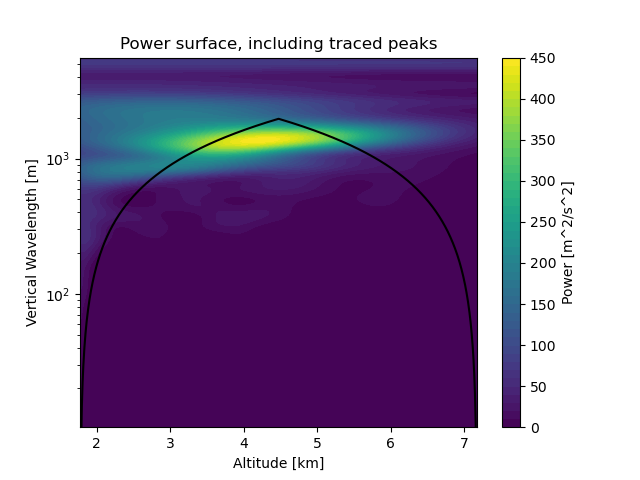 Power surface, including traced peaks
Vertical Wavelength [m]
10^3
10^2
2 3 4 5 6 7
Altitude [km]
450
400
350
300
250
200
150
100
50
0
Power [m^2/s^2]